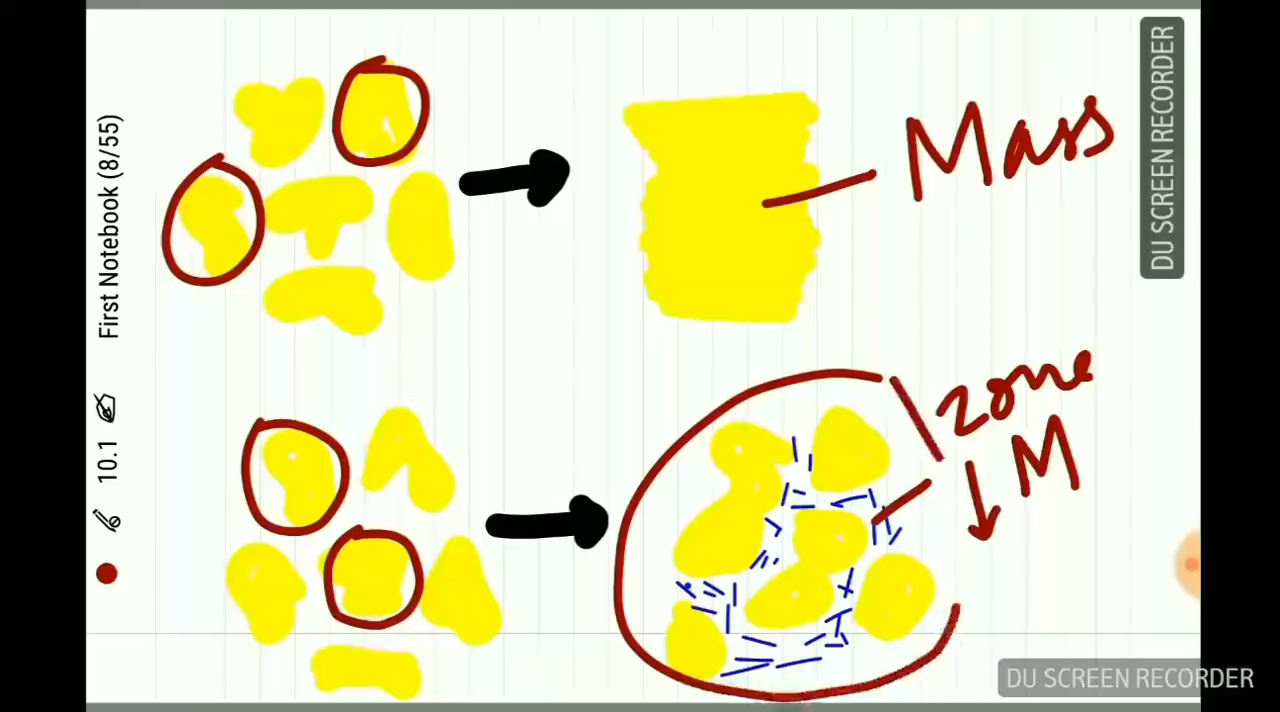 First Notebook (8/55)
10.1
Mass
zone
↓ M
DU SCREEN RECORDER
DU SCREEN RECORDER